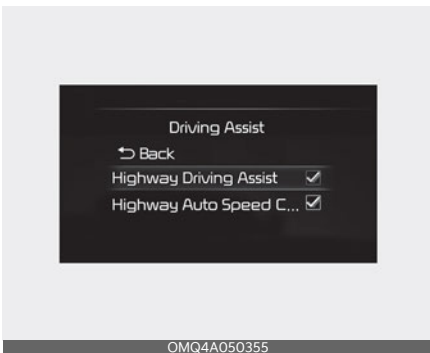 Driving Assist
Back
Highway Driving Assist
Highway Auto Speed C...
OMQ4A050355